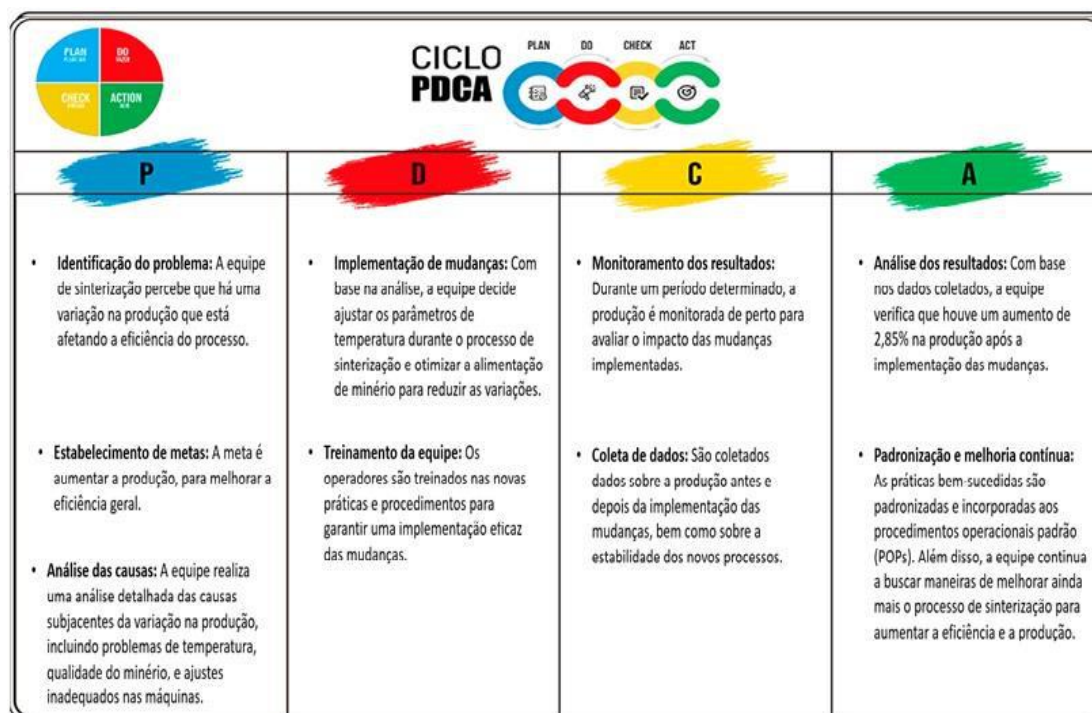 PLAN
PLANEJAR
DO
FAZER
CHECK
ACTION
CICLO
PDCA
PLAN
DO
CHECK
ACT
P
D
C
A
• Identificação do problema: A equipe
de sinterização percebe que há uma
variação na produção que está
afetando a eficiência do processo.
• Estabelecimento de metas: A meta é
aumentar a produção, para melhorar a
eficiência geral.
• Análise das causas: A equipe realiza
uma análise detalhada das causas
subjacentes da variação na produção,
incluindo problemas de temperatura,
qualidade do minério, e ajustes
inadequados nas máquinas.
• Implementação de mudanças: Com
base na análise, a equipe decide
ajustar os parâmetros de
temperatura durante o processo de
sinterização e otimizar a alimentação
de minério para reduzir as variações.
• Treinamento da equipe: Os
operadores são treinados nas novas
práticas e procedimentos para
garantir uma implementação eficaz
das mudanças.
• Monitoramento dos resultados:
Durante um período determinado, a
produção é monitorada de perto para
avaliar o impacto das mudanças
implementadas.
• Coleta de dados: São coletados
dados sobre a produção antes e
depois da implementação das
mudanças, bem como sobre a
estabilidade dos novos processos.
• Análise dos resultados: Com base
nos dados coletados, a equipe
verifica que houve um aumento de
2,85% na produção após a
implementação das mudanças.
• Padronização e melhoria contínua:
As práticas bem-sucedidas são
padronizadas e incorporadas aos
procedimentos operacionais padrão
(POPs). Além disso, a equipe continua
a buscar maneiras de melhorar ainda
mais o processo de sinterização para
aumentar a eficiência e a produção.